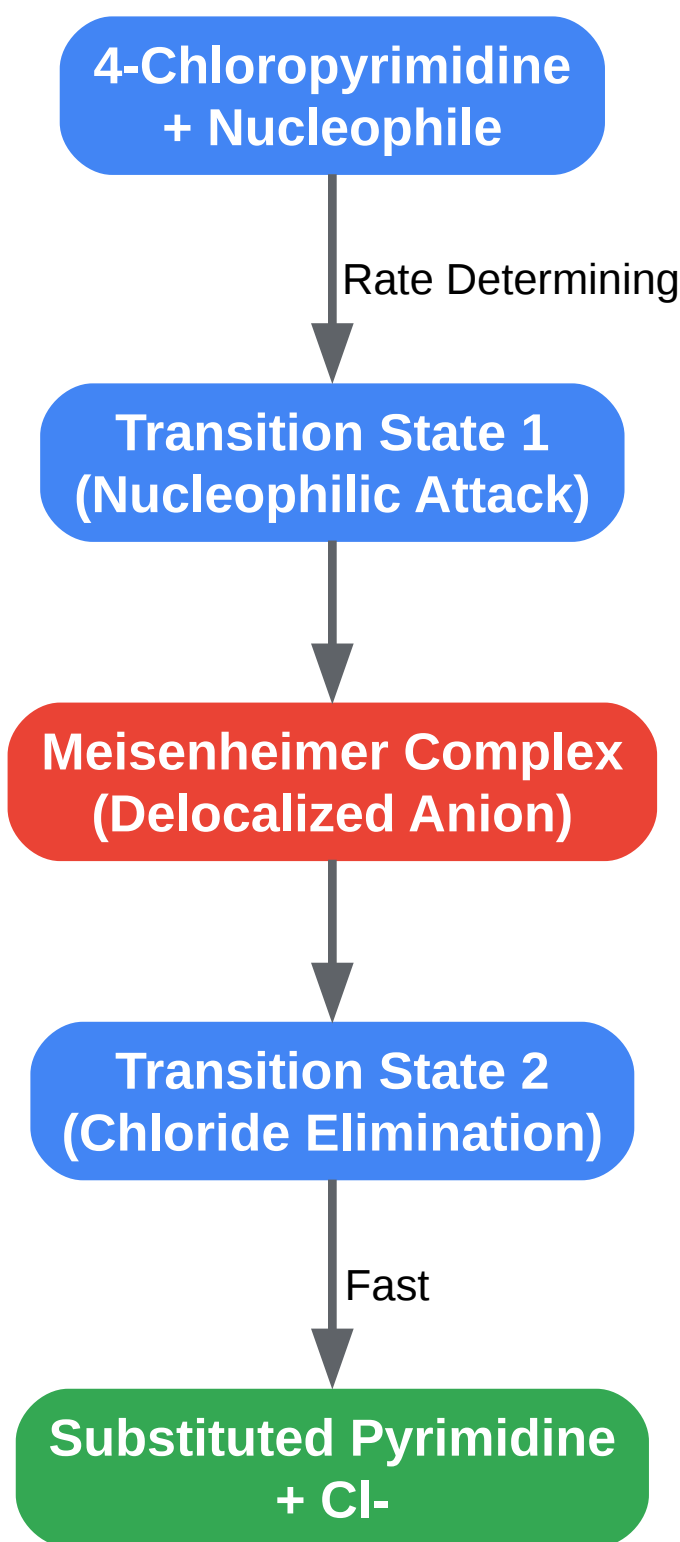 4-Chloropyrimidine
+ Nucleophile
Rate Determining
Transition State 1
(Nucleophilic Attack)
Meisenheimer Complex
(Delocalized Anion)
Transition State 2
(Chloride Elimination)
Fast
Substituted Pyrimidine
+ Cl-